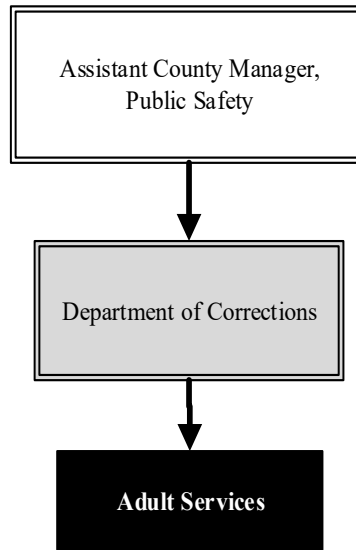 Assistant County Manager,
Public Safety
Department of Corrections
Adult Services